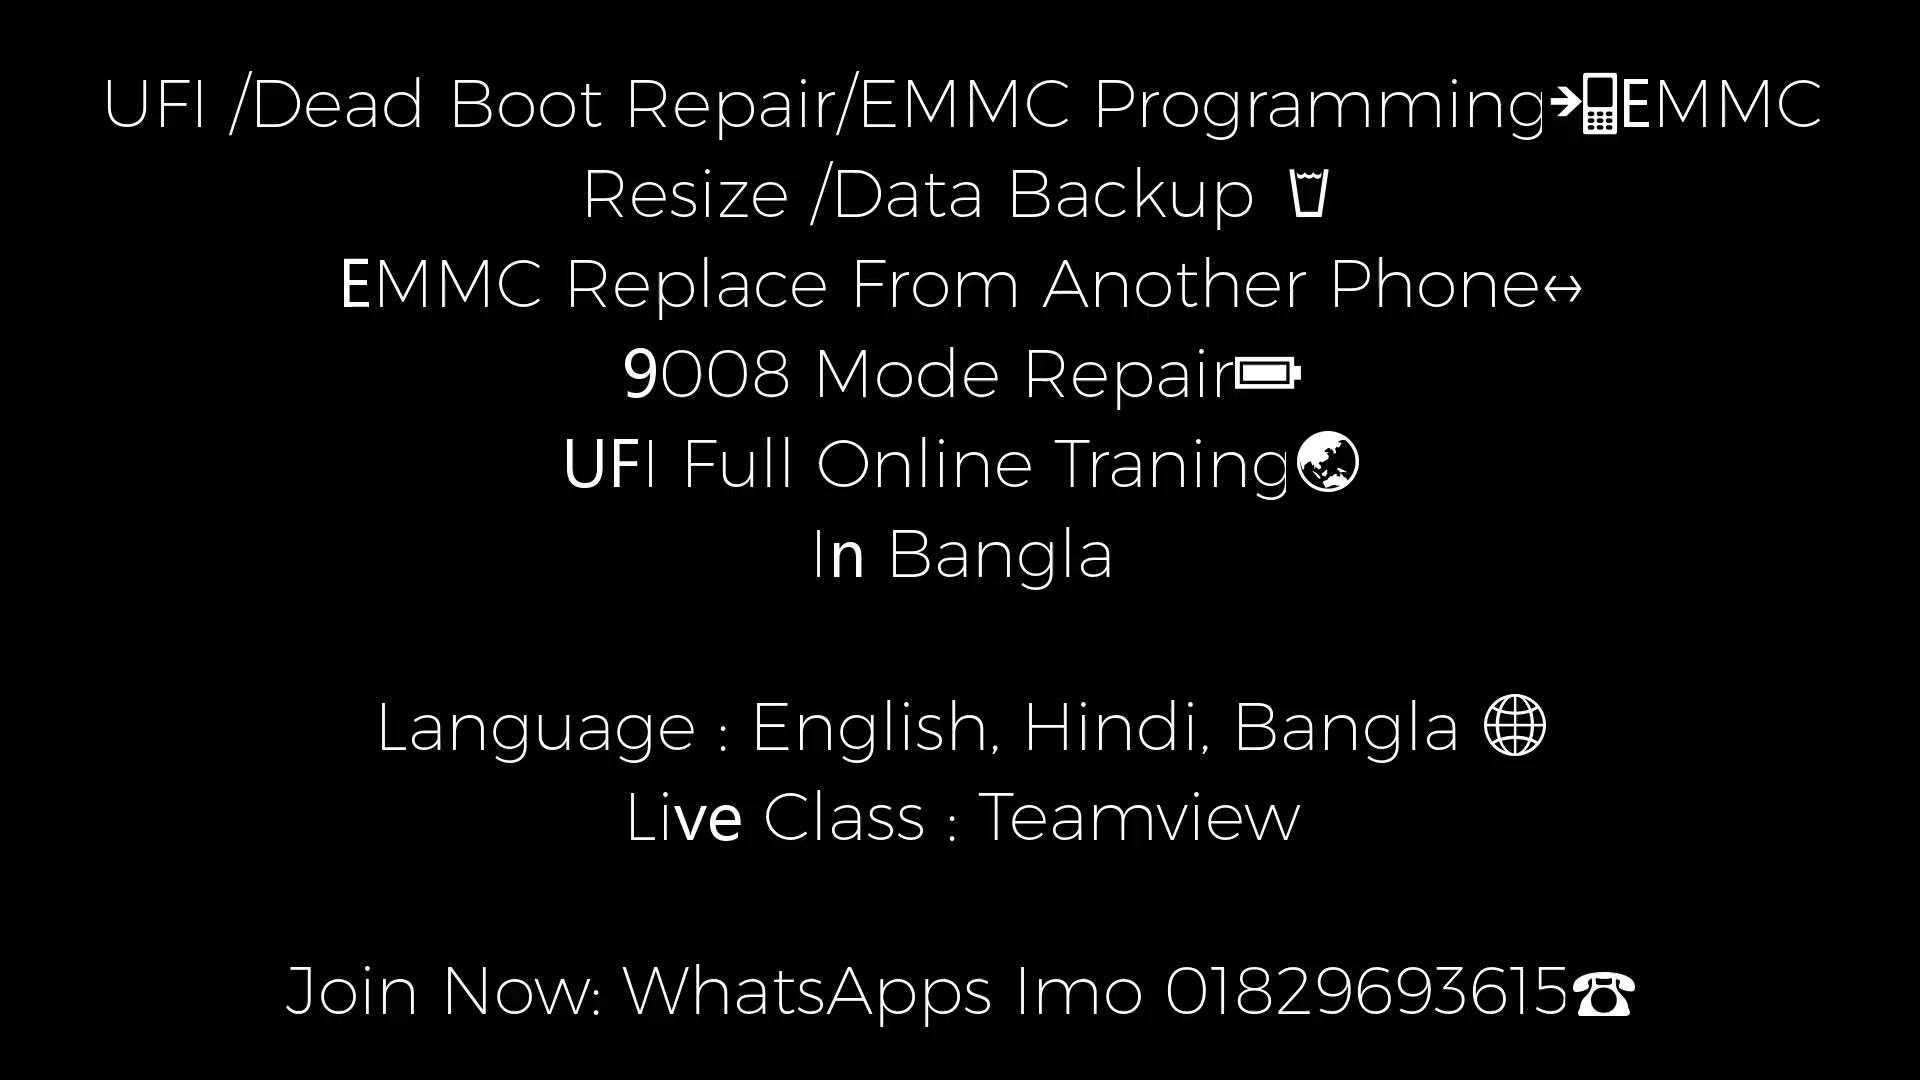 UFI /Dead Boot Repair/EMMC Programming➔📱EMMC
Resize /Data Backup 🥛
EMMC Replace From Another Phone↔
9008 Mode Repair🔋
UFI Full Online Traning🌏
In Bangla
Language : English, Hindi, Bangla 🌐
Live Class : Teamview
Join Now: WhatsApps Imo 01829693615☎